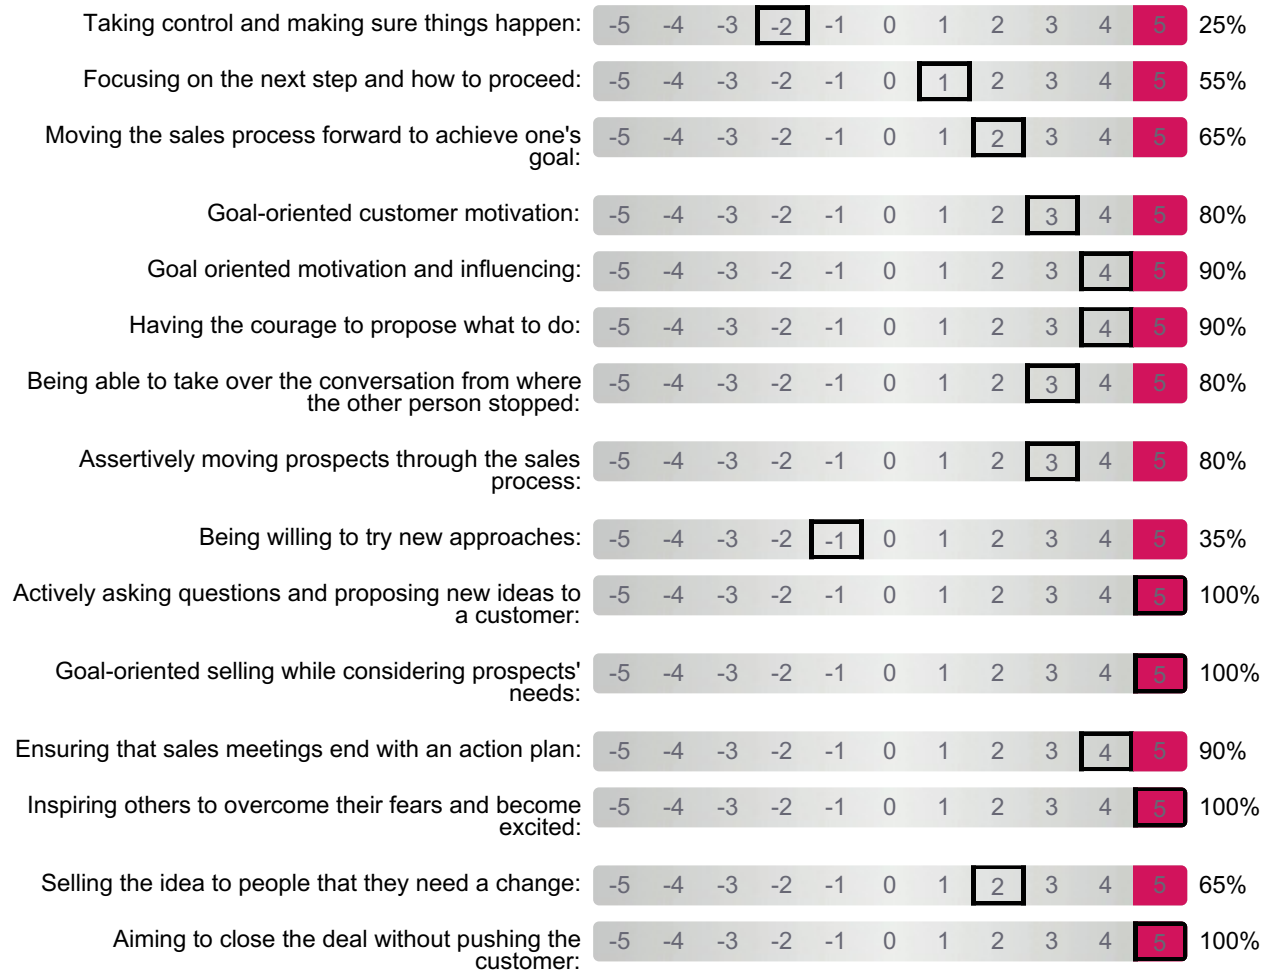 Taking control and making sure things happen: -5 -4 -3 -2 -1 0 1 2 3 4 5 25%
Focusing on the next step and how to proceed: -5 -4 -3 -2 -1 0 1 2 3 4 5 55%
Moving the sales process forward to achieve one's
goal: -5 -4 -3 -2 -1 0 1 2 3 4 5 65%
Goal-oriented customer motivation: -5 -4 -3 -2 -1 0 1 2 3 4 5 80%
Goal oriented motivation and influencing: -5 -4 -3 -2 -1 0 1 2 3 4 5 90%
Having the courage to propose what to do: -5 -4 -3 -2 -1 0 1 2 3 4 5 90%
Being able to take over the conversation from where
the other person stopped: -5 -4 -3 -2 -1 0 1 2 3 4 5 80%
Assertively moving prospects through the sales
process: -5 -4 -3 -2 -1 0 1 2 3 4 5 80%
Being willing to try new approaches: -5 -4 -3 -2 -1 0 1 2 3 4 5 35%
Actively asking questions and proposing new ideas to
a customer: -5 -4 -3 -2 -1 0 1 2 3 4 5 100%
Goal-oriented selling while considering prospects'
needs: -5 -4 -3 -2 -1 0 1 2 3 4 5 100%
Ensuring that sales meetings end with an action plan: -5 -4 -3 -2 -1 0 1 2 3 4 5 90%
Inspiring others to overcome their fears and become
excited: -5 -4 -3 -2 -1 0 1 2 3 4 5 100%
Selling the idea to people that they need a change: -5 -4 -3 -2 -1 0 1 2 3 4 5 65%
Aiming to close the deal without pushing the
customer: -5 -4 -3 -2 -1 0 1 2 3 4 5 100%